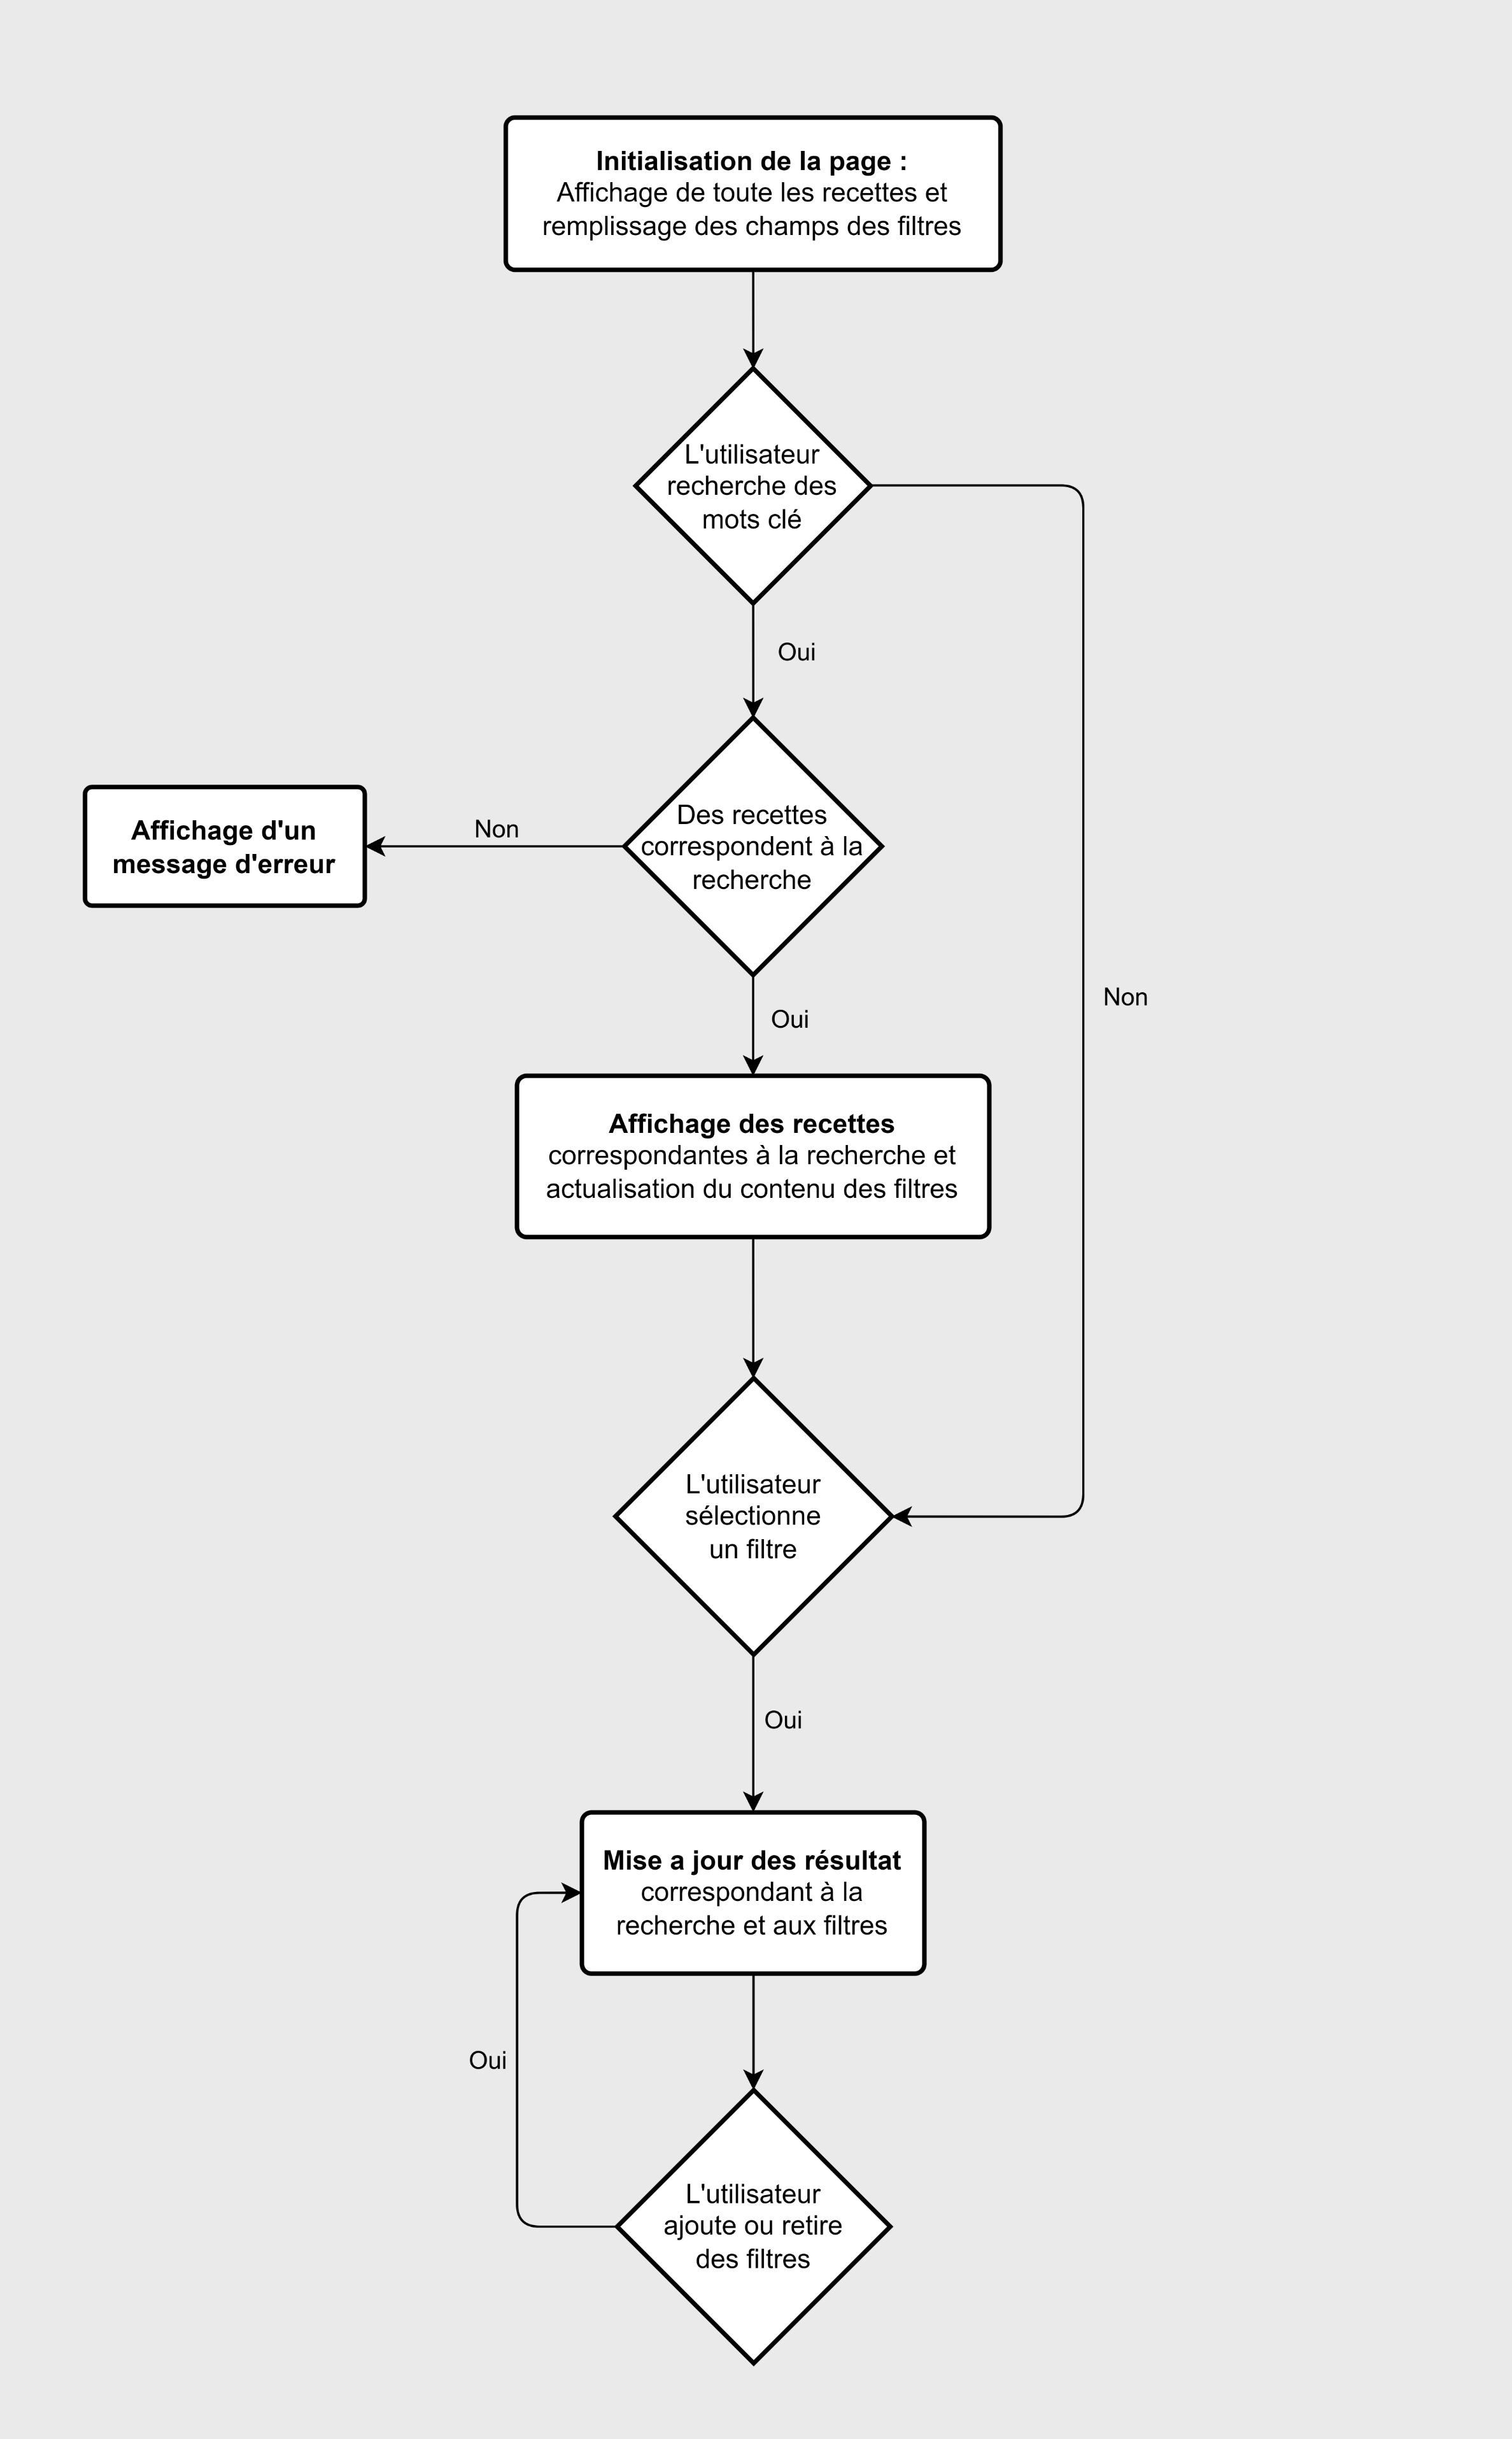 Initialisation de la page :
Affichage de toute les recettes et
remplissage des champs des filtres
L'utilisateur
recherche des
mots clé
Oui
Des recettes
correspondent à la
recherche
Non
Affichage d'un
message d'erreur
Non
Oui
Affichage des recettes
correspondantes à la recherche et
actualisation du contenu des filtres
L'utilisateur
sélectionne
un filtre
Oui
Mise a jour des résultat
correspondant à la
recherche et aux filtres
Oui
L'utilisateur
ajoute ou retire
des filtres